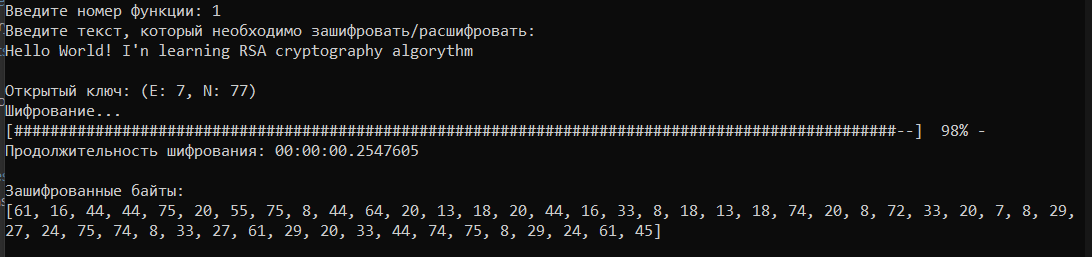 Введите номер функции: 1
Введите текст, который необходимо зашифровать/расшифровать:
Hello World! I'n learning RSA cryptography algorythm
Открытый ключ: (E: 7, N: 77)
Шифрование...
[##################################################################################################--]  98% -
Продолжительность шифрования: 00:00:00.2547605
Зашифрованные байты:
[61, 16, 44, 44, 75, 20, 55, 75, 8, 44, 64, 20, 13, 18, 20, 44, 16, 33, 8, 18, 13, 18, 74, 20, 8, 72, 33, 20, 7, 8, 29,
27, 24, 75, 74, 8, 33, 27, 61, 29, 20, 33, 44, 74, 75, 8, 29, 24, 61, 45]